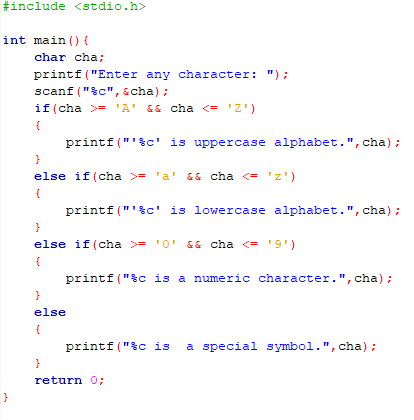 #include <stdio.h>
int main(){
char cha;
printf("Enter any character: ");
scanf("%c",&cha);
if(cha >= 'A' && cha <= 'Z')
{
printf("'%c' is uppercase alphabet.",cha);
}
else if(cha >= 'a' && cha <= 'z')
{
printf("'%c' is lowercase alphabet.",cha);
}
else if(cha >= '0' && cha <= '9')
{
printf("%c is a numeric character.",cha);
}
else
{
printf("%c is  a special symbol.",cha);
}
return 0;
}